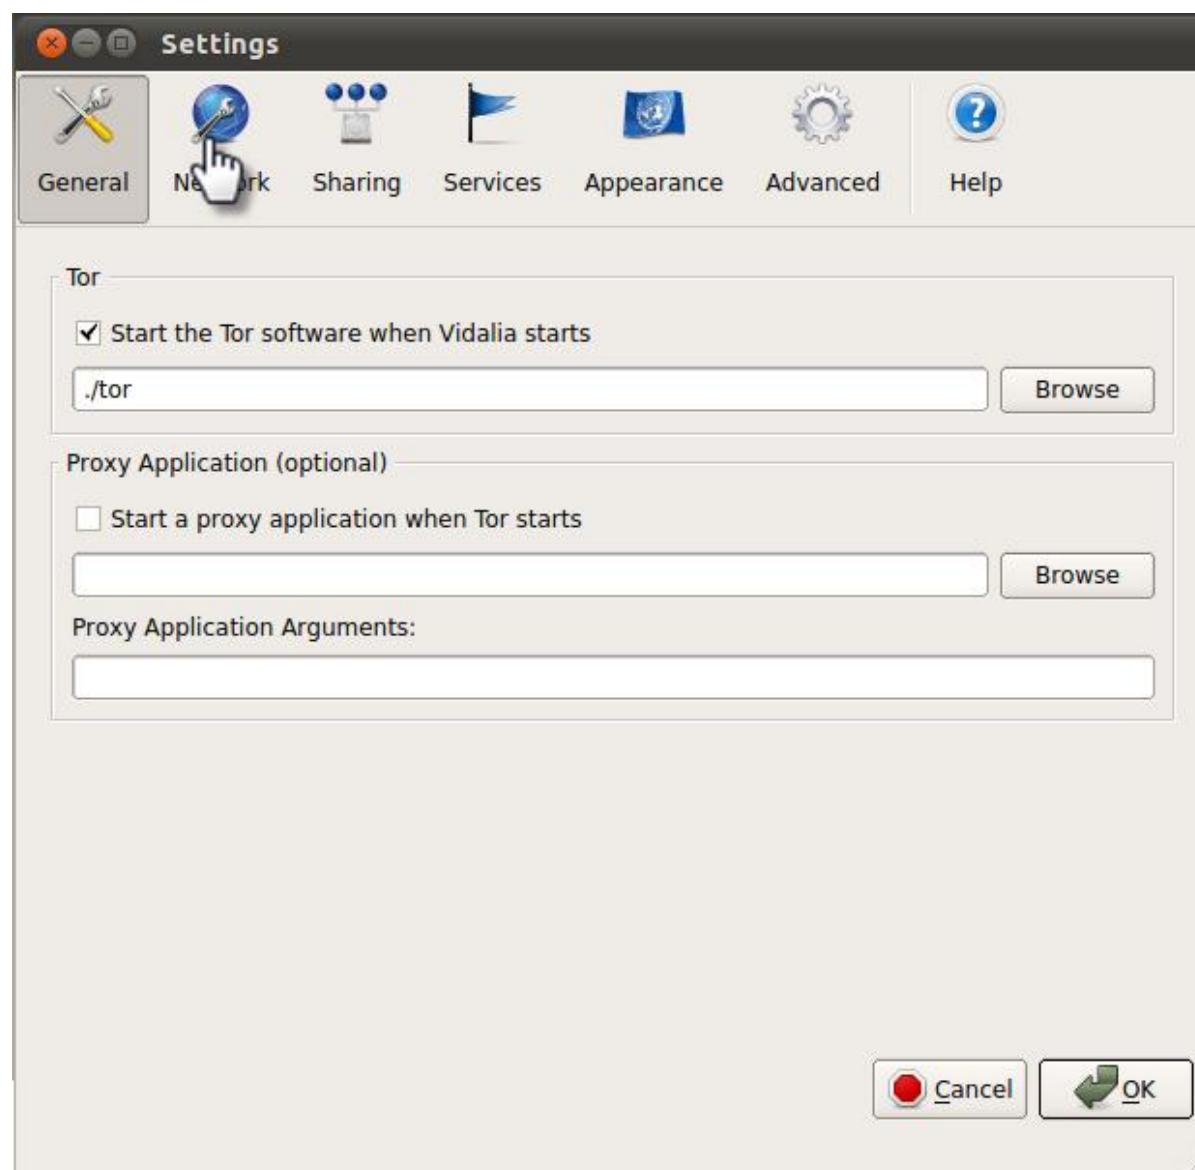 Settings
General Network Sharing Services Appearance Advanced Help
Tor
Start the Tor software when Vidalia starts
./tor Browse
Proxy Application (optional)
Start a proxy application when Tor starts
Browse
Proxy Application Arguments:
Cancel OK